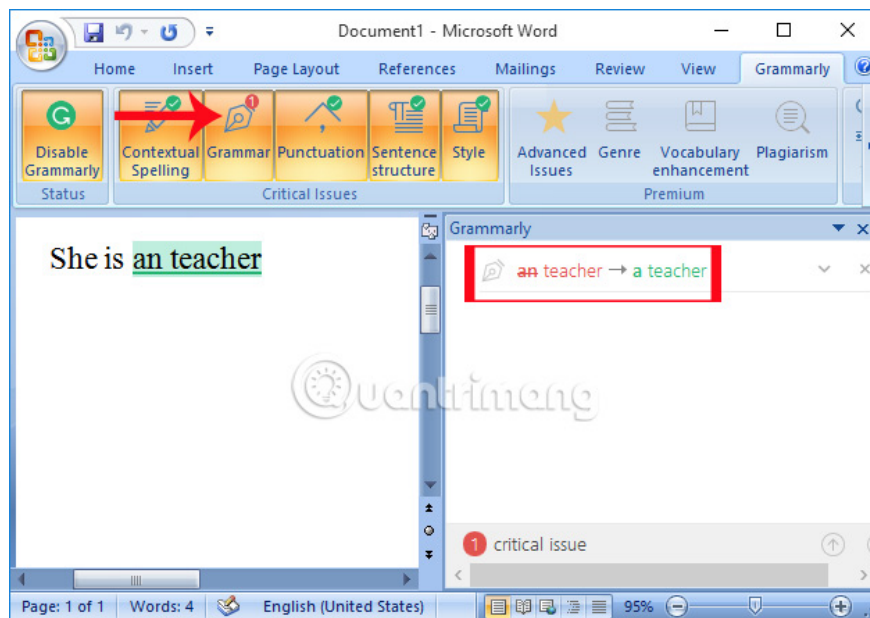 Document1 - Microsoft Word
Home Insert Page Layout References Mailings Review View Grammarly
Disable Grammarly
Contextual Spelling
Grammar
1
Punctuation
Sentence structure
Style
Advanced Issues
Genre
Vocabulary enhancement
Plagiarism
Status Critical Issues Premium
Grammarly
She is an teacher
an teacher → a teacher
Quantrimang
1 critical issue
Page: 1 of 1 Words: 4 English (United States) 95%